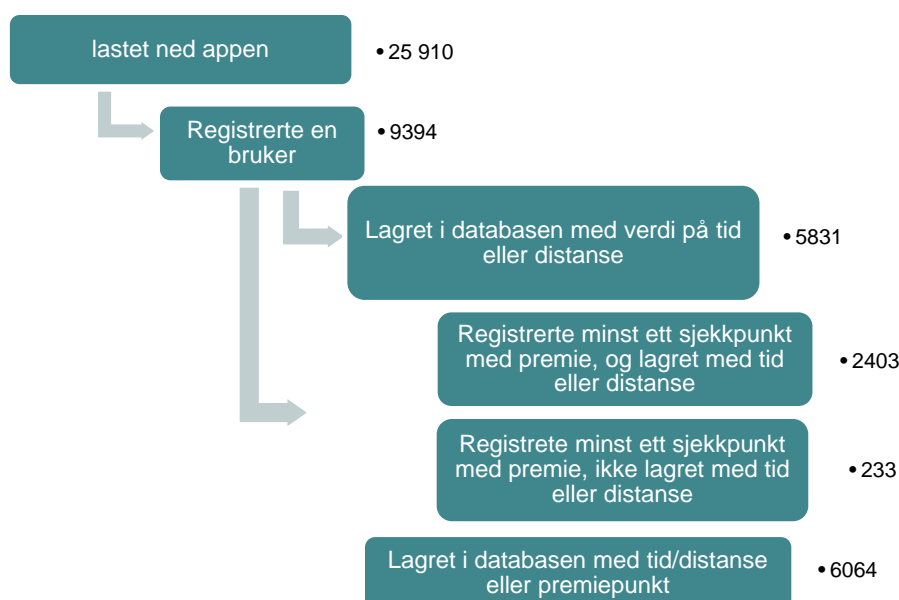 lastet ned appen
• 25 910
Registrerte en
bruker
• 9394
Lagret i databasen med verdi på tid
eller distanse
• 5831
Registrerte minst ett sjekkpunkt
med premie, og lagret med tid
eller distanse
• 2403
Registrete minst ett sjekkpunkt
med premie, ikke lagret med tid
eller distanse
• 233
Lagret i databasen med tid/distanse
eller premiepunkt
• 6064